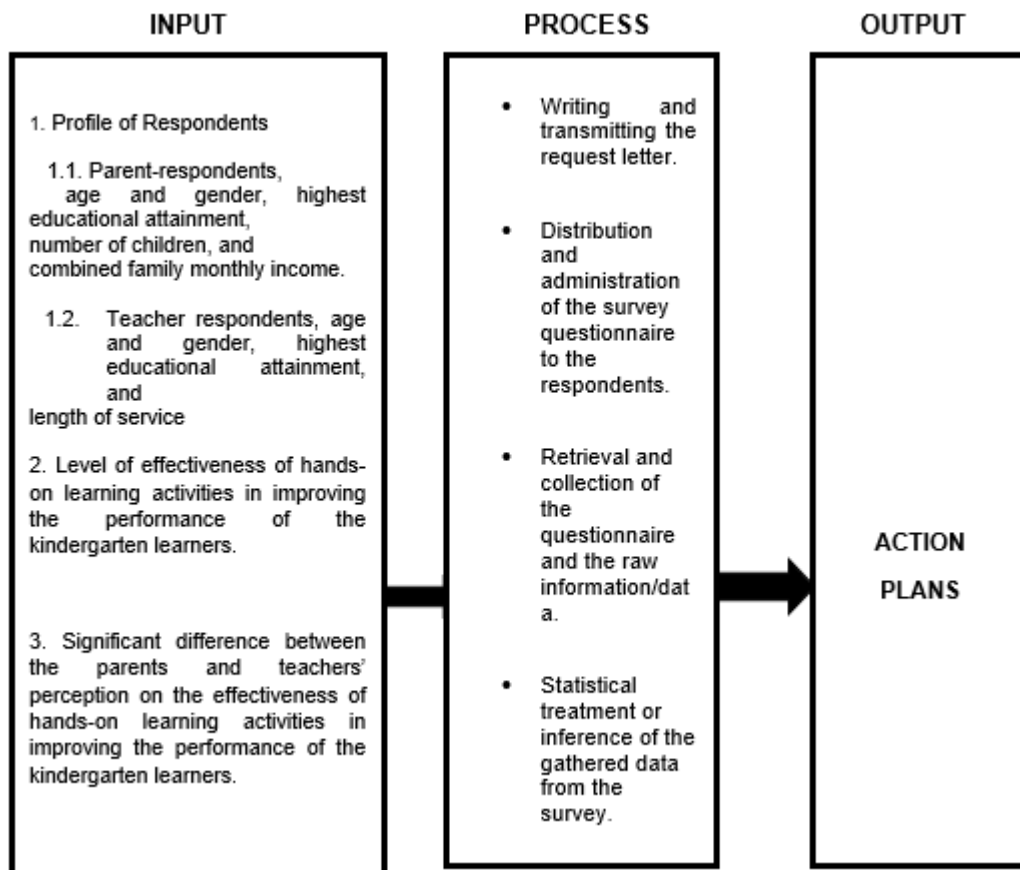 INPUT
1. Profile of Respondents
1.1. Parent-respondents,
age and gender, highest
educational attainment,
number of children, and
combined family monthly income.
1.2. Teacher respondents, age
and gender, highest
educational attainment,
and
length of service
2. Level of effectiveness of hands-
on learning activities in improving
the performance of the
kindergarten learners.
3. Significant difference between
the parents and teachers’
perception on the effectiveness of
hands-on learning activities in
improving the performance of the
kindergarten learners.
PROCESS
• Writing and
transmitting the
request letter.
• Distribution
and
administration
of the survey
questionnaire
to the
respondents.
• Retrieval and
collection of
the
questionnaire
and the raw
information/dat
a.
• Statistical
treatment or
inference of the
gathered data
from the
survey.
OUTPUT
ACTION
PLANS